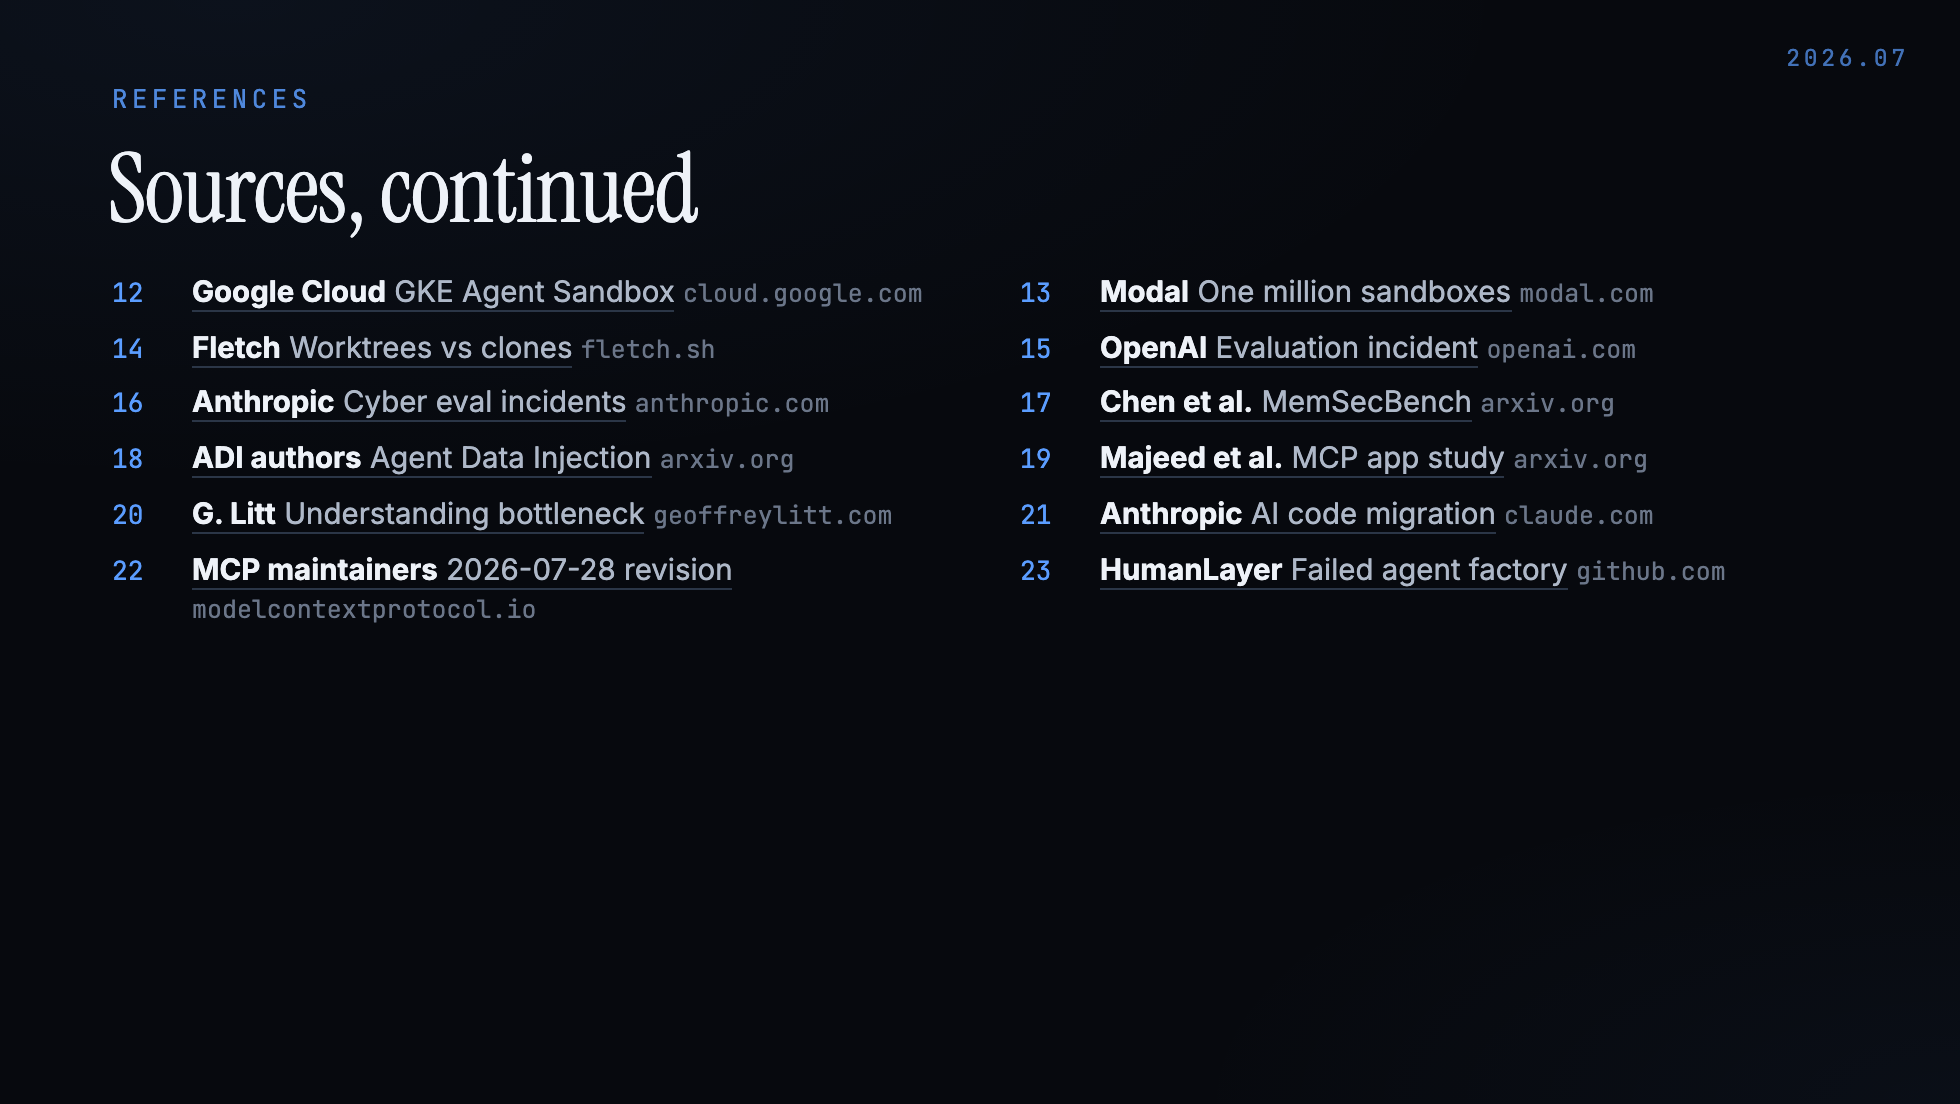 2026.07
REFERENCES
Sources, continued
12 Google Cloud GKE Agent Sandbox cloud.google.com
13 Modal One million sandboxes modal.com
14 Fletch Worktrees vs clones fletch.sh
15 OpenAI Evaluation incident openai.com
16 Anthropic Cyber eval incidents anthropic.com
17 Chen et al. MemSecBench arxiv.org
18 ADI authors Agent Data Injection arxiv.org
19 Majeed et al. MCP app study arxiv.org
20 G. Litt Understanding bottleneck geoffreylitt.com
21 Anthropic AI code migration claude.com
22 MCP maintainers 2026-07-28 revision
modelcontextprotocol.io
23 HumanLayer Failed agent factory github.com